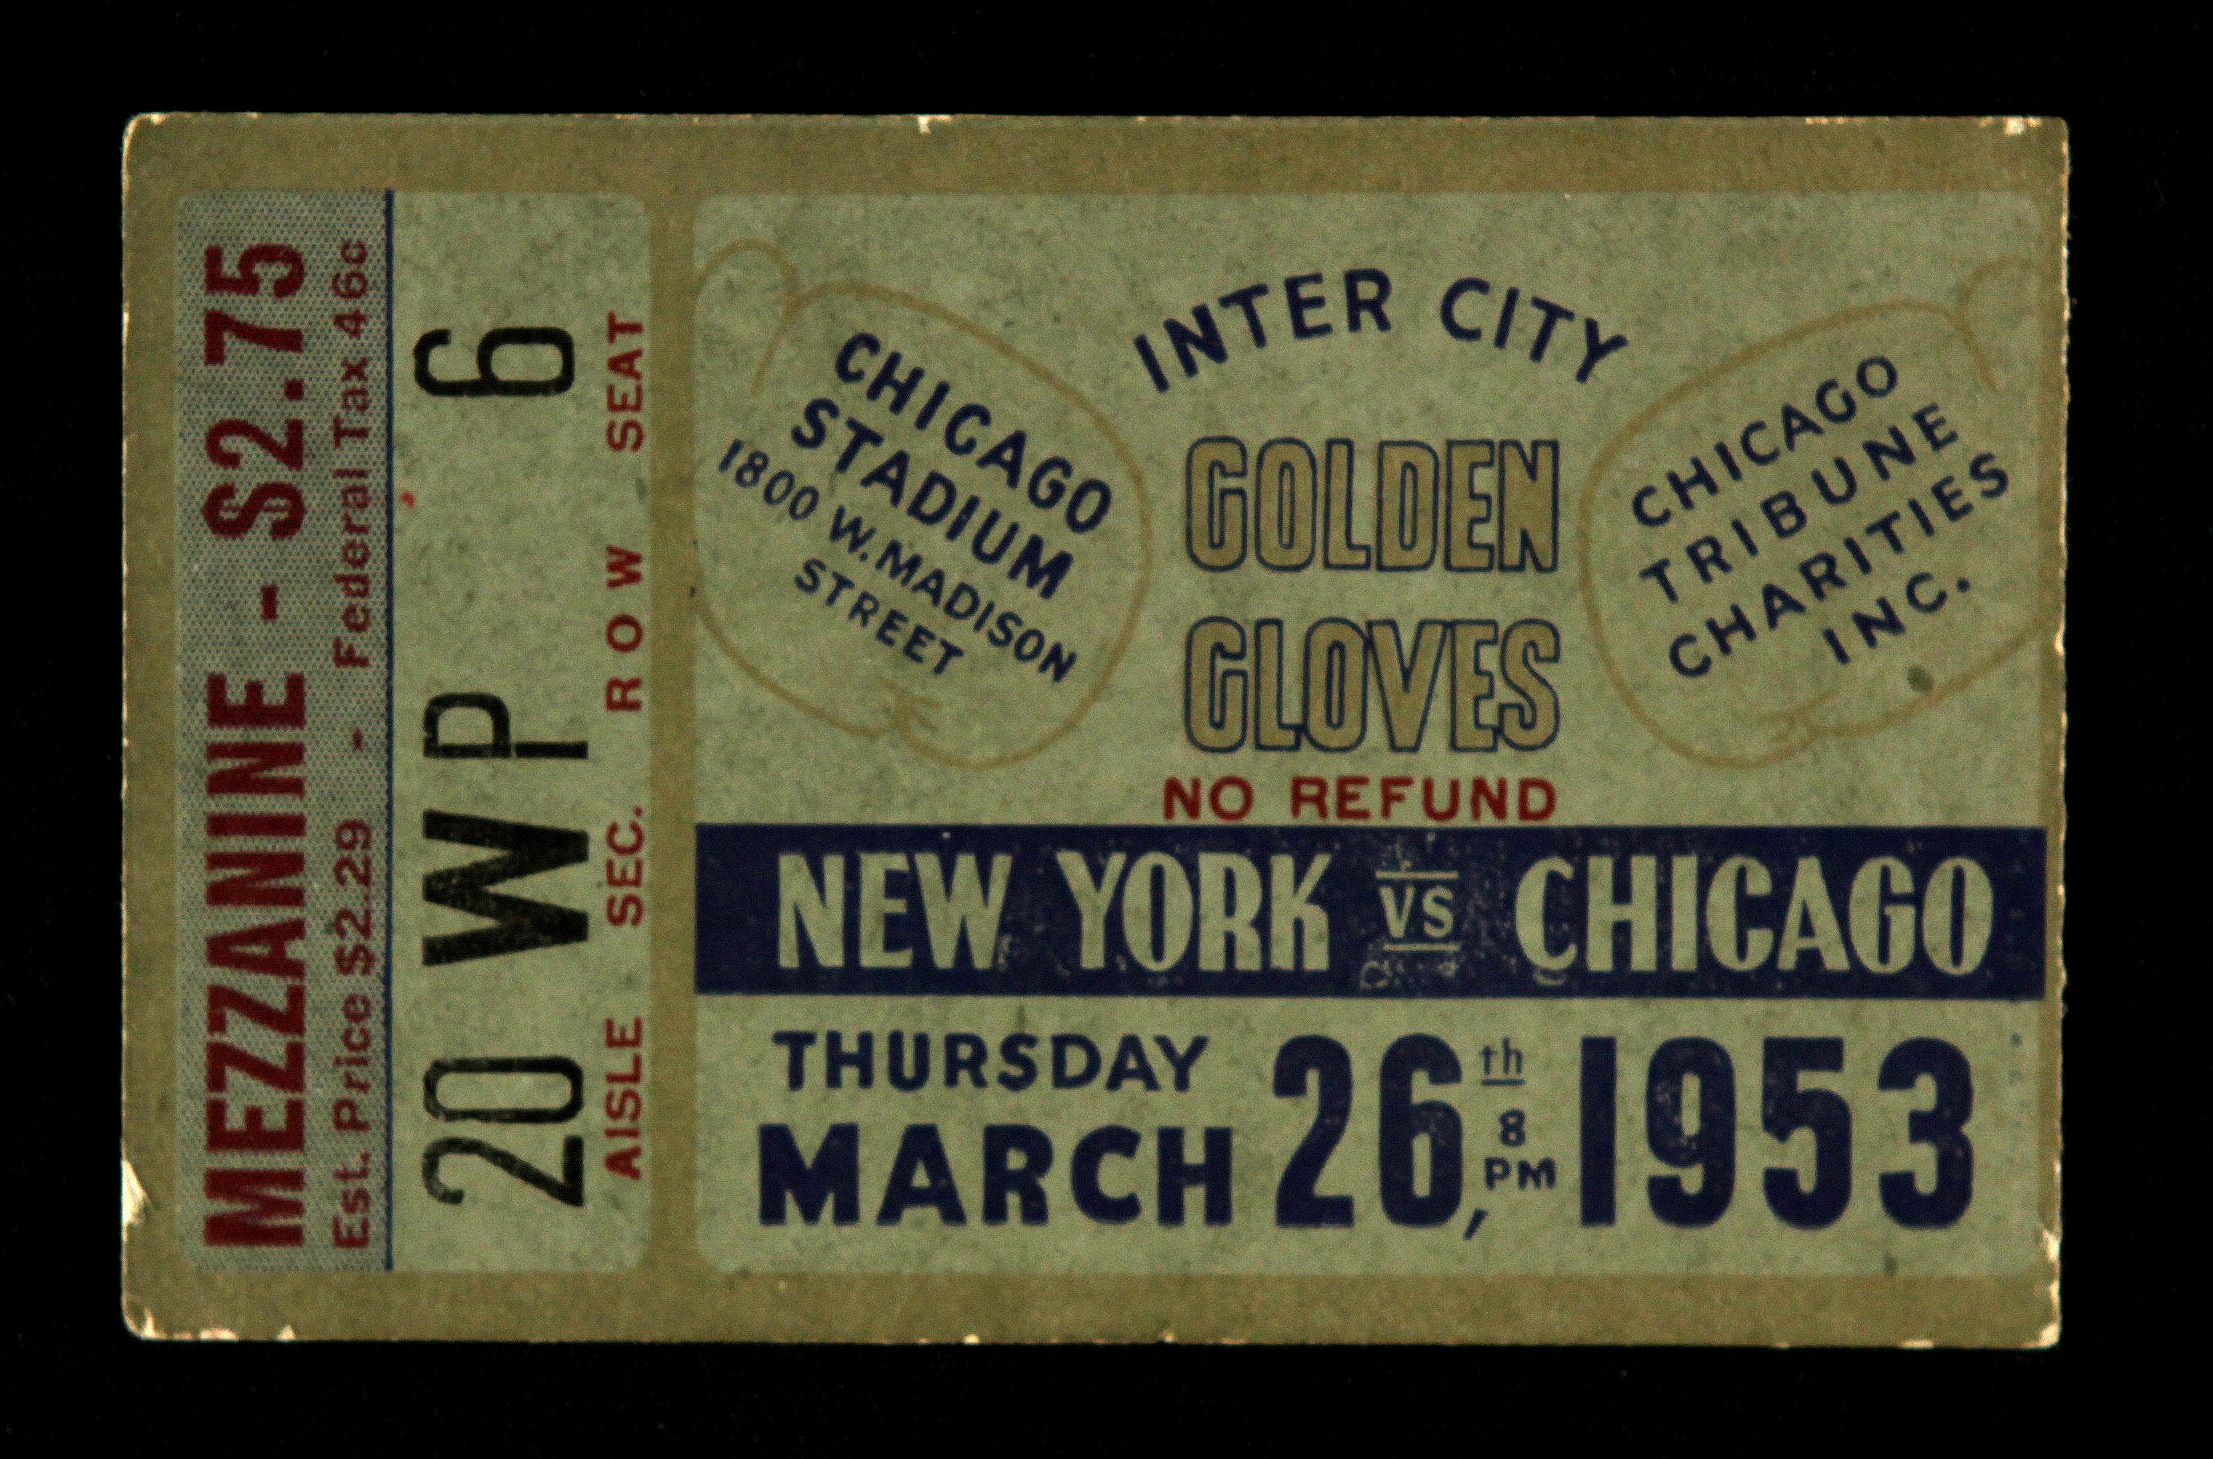 MEZZANINE - $2.75
Est. Price $2.29 - Federal Tax 46c
20 W P 6
AISLE SEC. ROW SEAT
CHICAGO
STADIUM
1800 W. MADISON
STREET
INTER CITY
GOLDEN
GLOVES
NO REFUND
CHICAGO
TRIBUNE
CHARITIES
INC.
NEW YORK VS CHICAGO
THURSDAY
MARCH 26th, 8 PM 1953